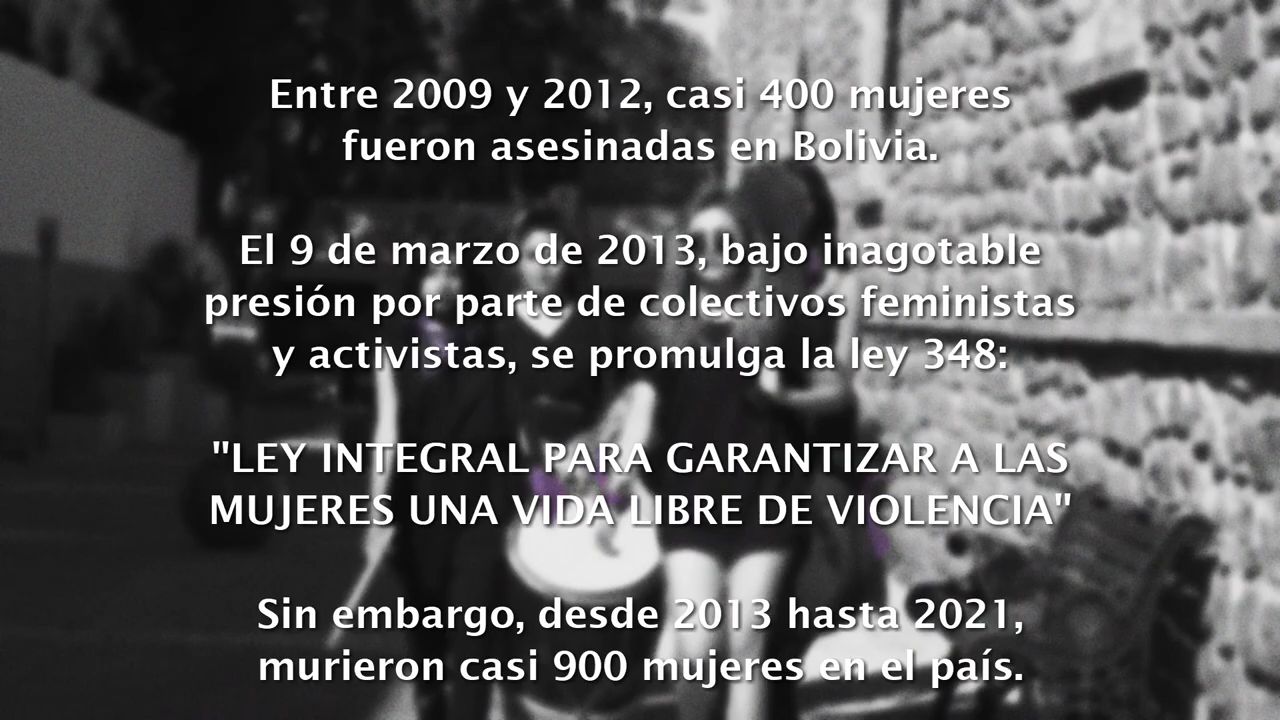 Entre 2009 y 2012, casi 400 mujeres
fueron asesinadas en Bolivia.
El 9 de marzo de 2013, bajo inagotable
presión por parte de colectivos feministas
y activistas, se promulga la ley 348:
"LEY INTEGRAL PARA GARANTIZAR A LAS
MUJERES UNA VIDA LIBRE DE VIOLENCIA"
Sin embargo, desde 2013 hasta 2021,
murieron casi 900 mujeres en el país.